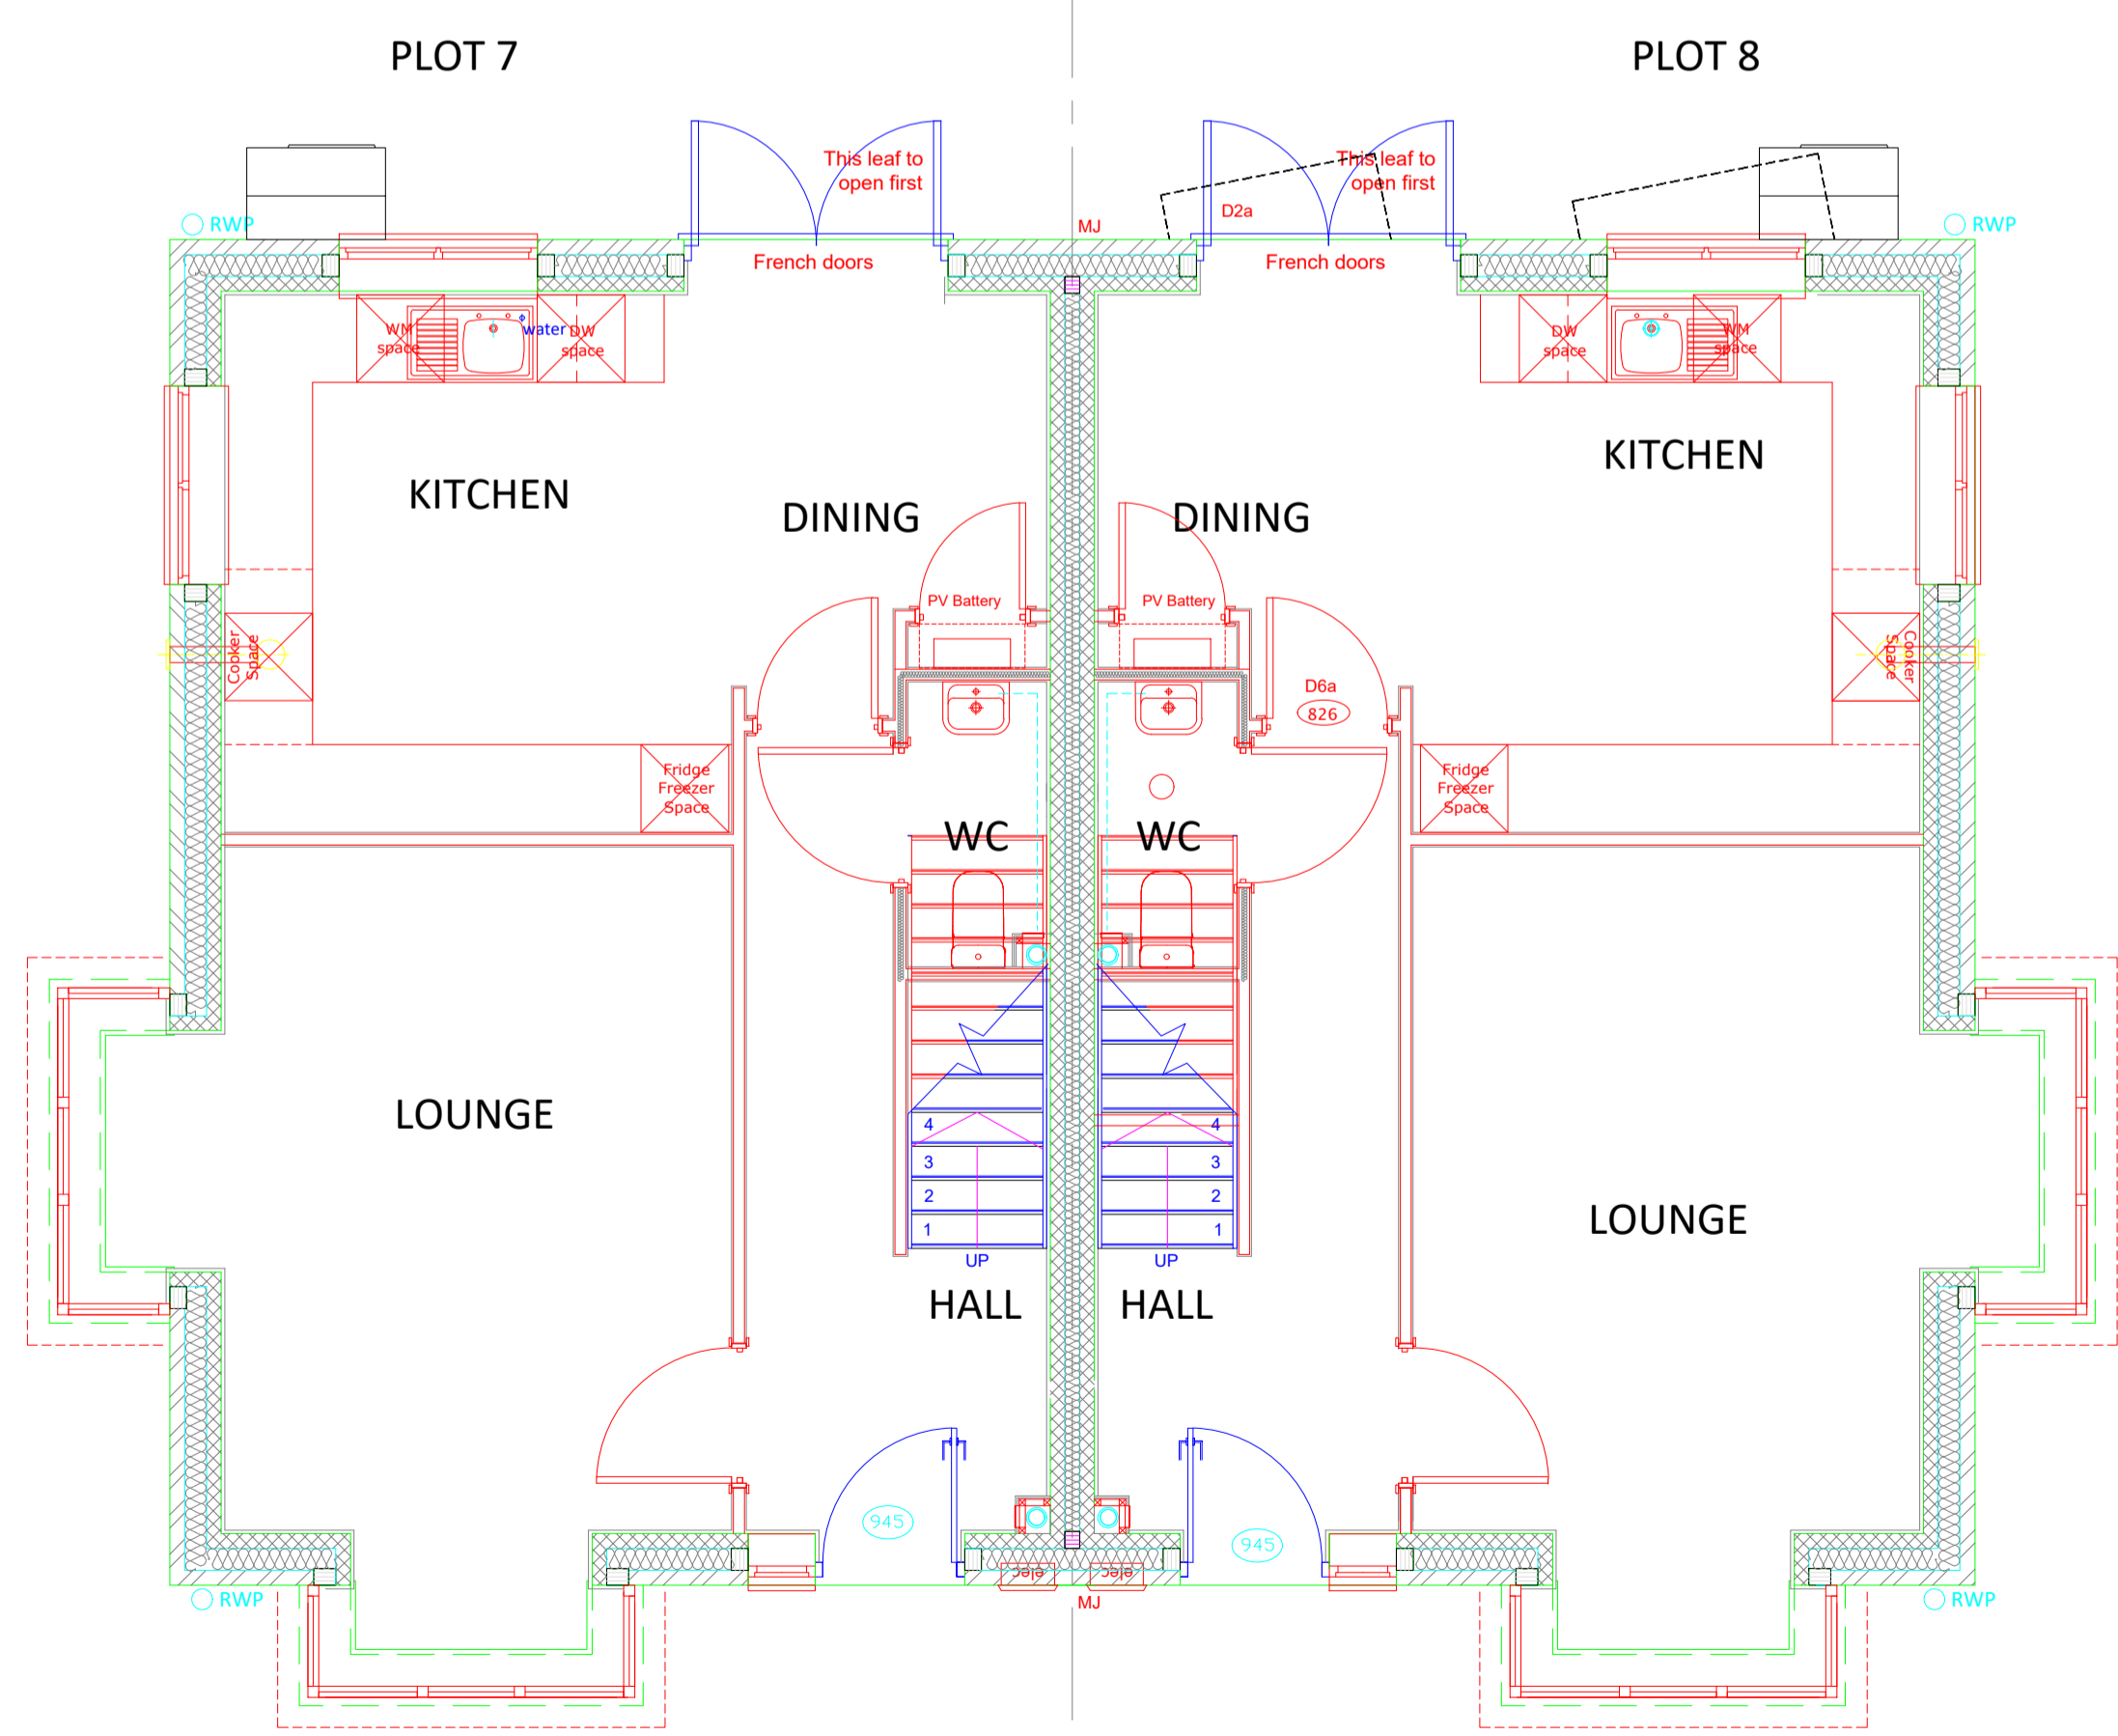 PLOT 7
PLOT 8
This leaf to
open first
This leaf to
open first
D2a
RWP
MJ
RWP
French doors
French doors
WM
space
water
DW
space
DW
space
WM
space
KITCHEN
KITCHEN
DINING
DINING
PV Battery
PV Battery
Cooker
Space
Cooker
Space
D6a
826
Fridge
Freezer
Space
Fridge
Freezer
Space
WC
WC
LOUNGE
4
4
3
3
2
2
1
1
LOUNGE
UP
UP
HALL
HALL
945
945
elec
elec
RWP
MJ
RWP